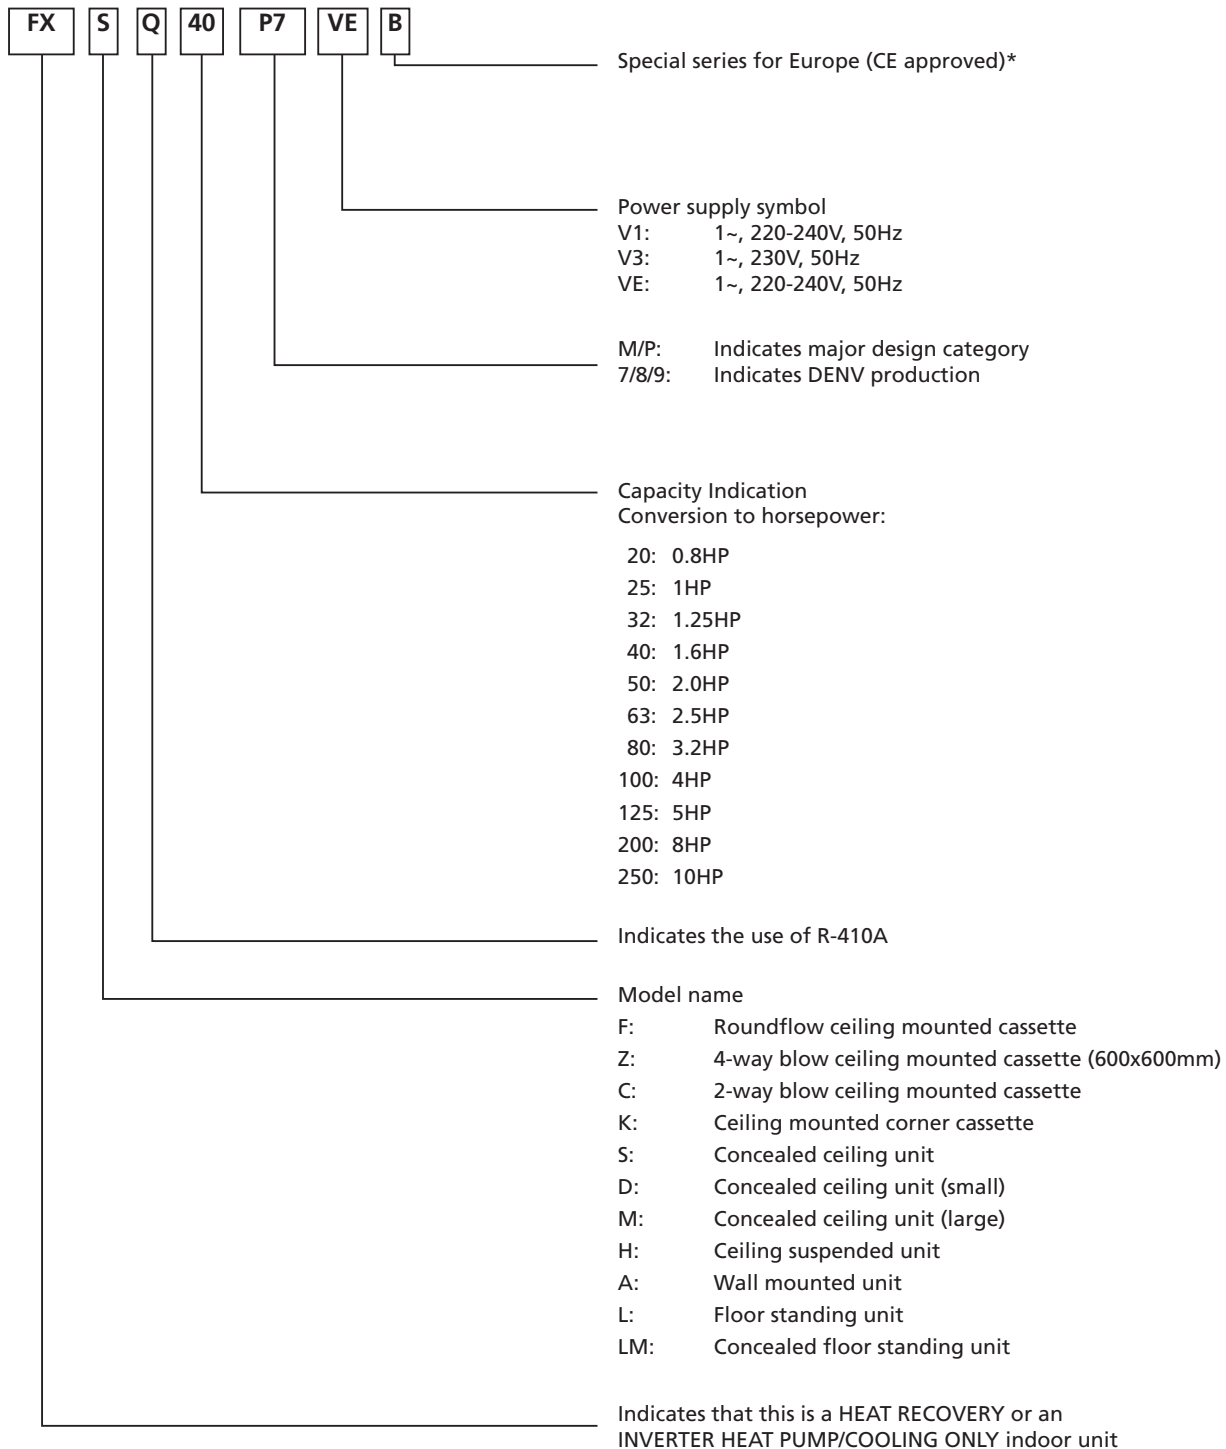 FX S Q 40 P7 VE B
Special series for Europe (CE approved)*
Power supply symbol
V1: 1~, 220-240V, 50Hz
V3: 1~, 230V, 50Hz
VE: 1~, 220-240V, 50Hz
M/P: Indicates major design category
7/8/9: Indicates DENV production
Capacity Indication
Conversion to horsepower:
20: 0.8HP
25: 1HP
32: 1.25HP
40: 1.6HP
50: 2.0HP
63: 2.5HP
80: 3.2HP
100: 4HP
125: 5HP
200: 8HP
250: 10HP
Indicates the use of R-410A
Model name
F: Roundflow ceiling mounted cassette
Z: 4-way blow ceiling mounted cassette (600x600mm)
C: 2-way blow ceiling mounted cassette
K: Ceiling mounted corner cassette
S: Concealed ceiling unit
D: Concealed ceiling unit (small)
M: Concealed ceiling unit (large)
H: Ceiling suspended unit
A: Wall mounted unit
L: Floor standing unit
LM: Concealed floor standing unit
Indicates that this is a HEAT RECOVERY or an
INVERTER HEAT PUMP/COOLING ONLY indoor unit